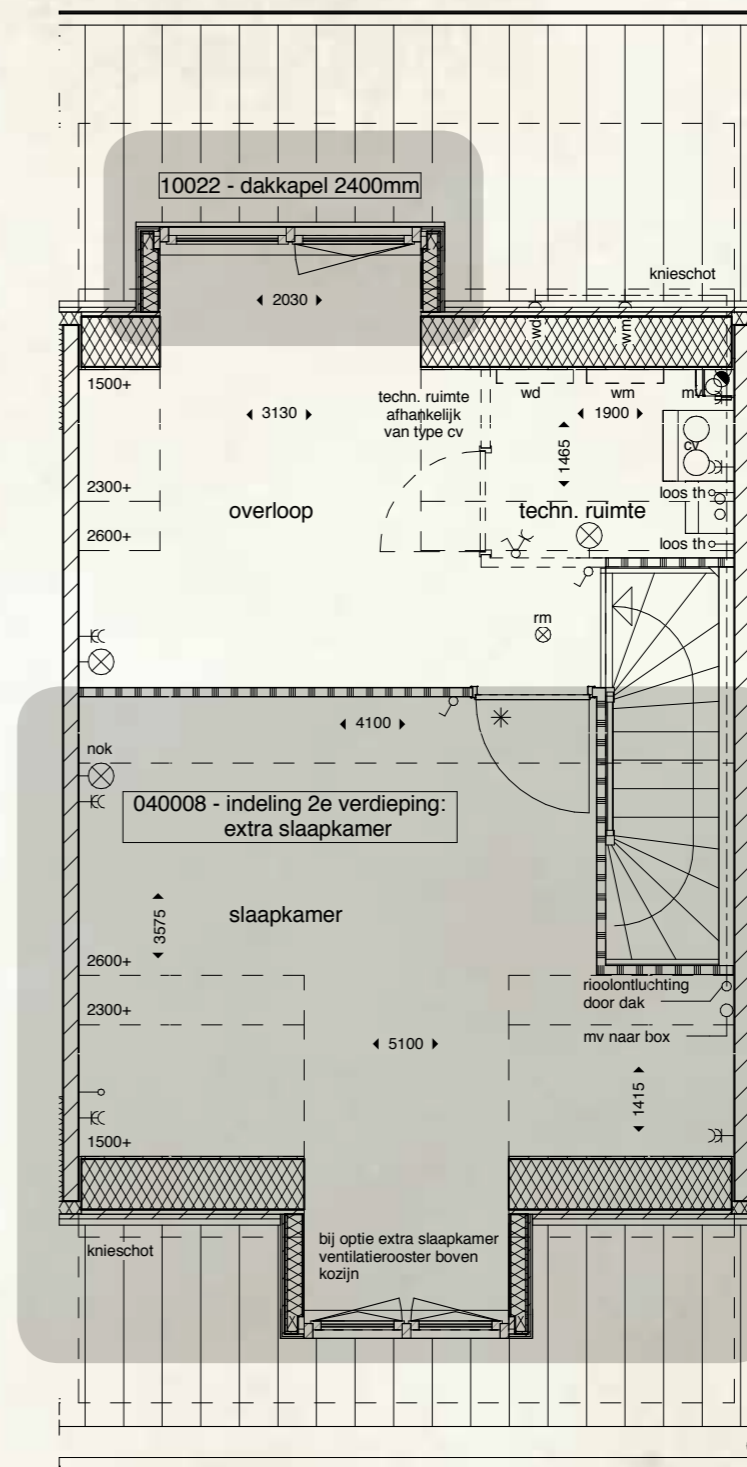 10022 - dakkapel 2400mm
2030
knieschot
wd
wm
1500+
3130
techn. ruimte
afhankelijk
van type cv
wd
wm
mv
1900
1465
cv
2300+
loos th
overloop
techn. ruimte
2600+
loos th
rm
4100
nok
040008 - indeling 2e verdieping:
extra slaapkamer
3575
slaapkamer
2600+
rioolontluchting
door dak
2300+
mv naar box
5100
1415
1500+
knieschot
bij optie extra slaapkamer
ventilatierooster boven
kozijn